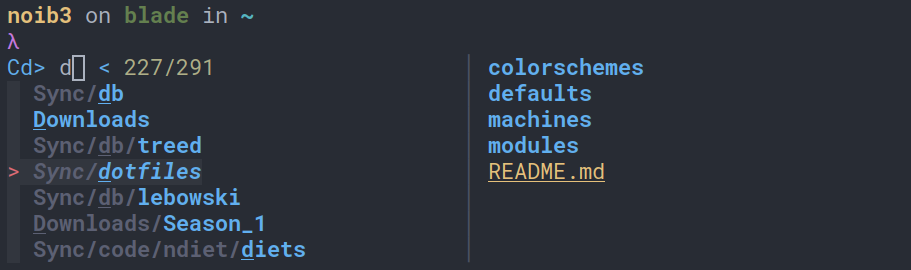 noib3 on blade in ~
λ
Cd> d < 227/291
Sync/db
Downloads
Sync/db/treed
> Sync/dotfiles
Sync/db/lebowski
Downloads/Season_1
Sync/code/ndiet/diets
colorschemes
defaults
machines
modules
README.md